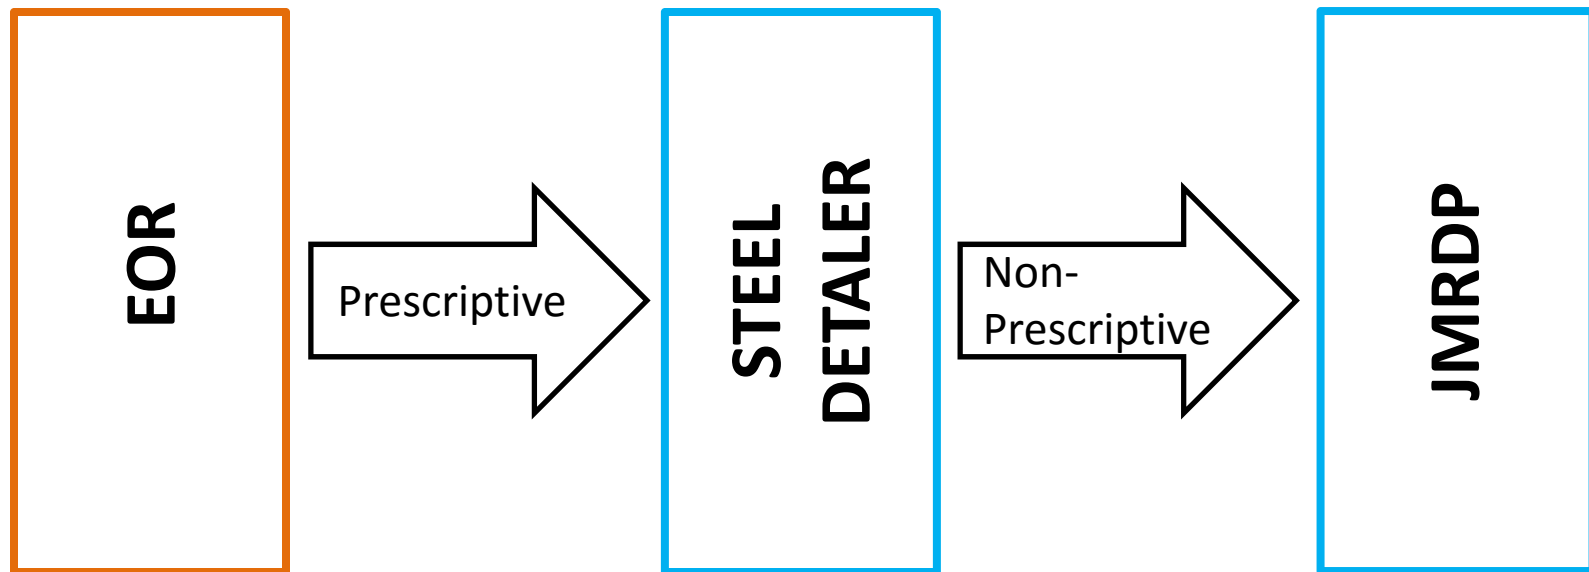 EOR
Prescriptive
STEEL
DETALER
Non-
Prescriptive
JMRDP